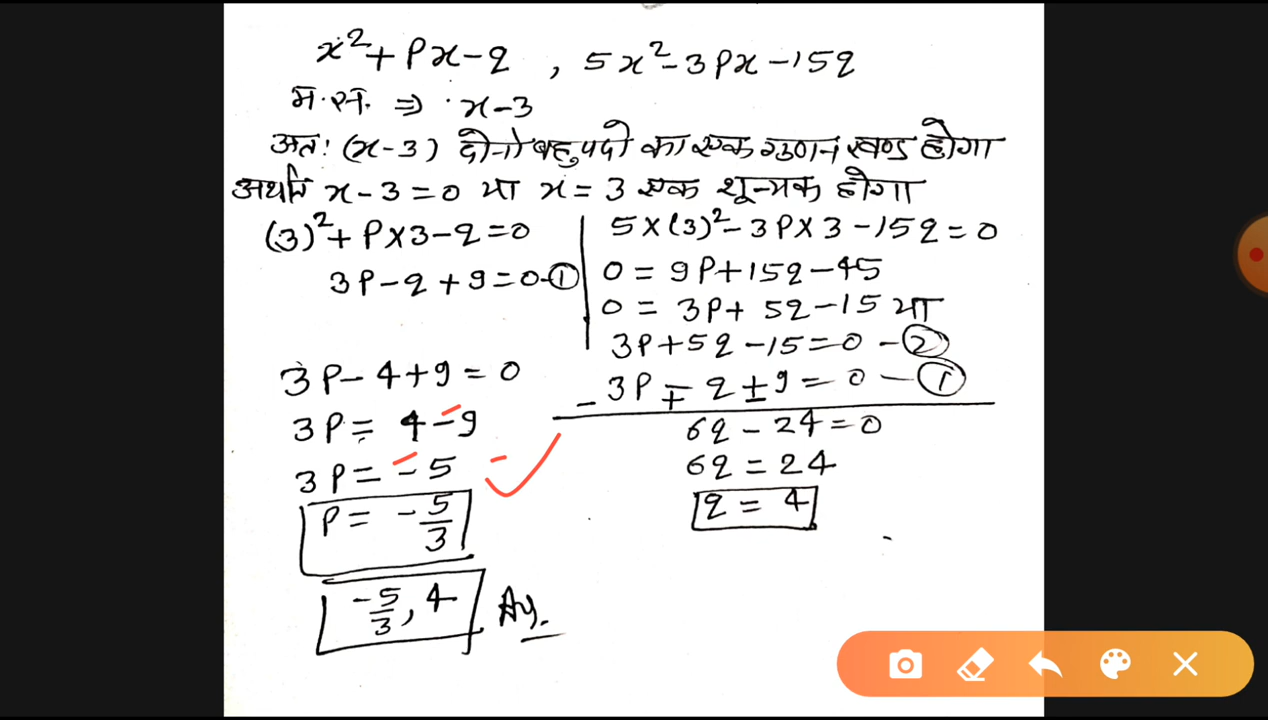 x²+Px-q , 5x²-3Px-15q
म.स. ⇒ x-3
अतः (x-3) दोनो बहुपदो का एक गुणन खण्ड होगा
अर्थात x-3=0 या x=3 एक शून्यक होगा
(3)²+P×3-q=0
3P-q+9=0-①
5×(3)²-3P×3-15q=0
0=9P+15q-45
0=3P+5q-15 या
3P+5q-15=0-②
-3P∓q±9=0-①
6q-24=0
6q=24
q=4
3P-4+9=0
3P=4-9
3P=-5
P=-5/3
-5/3, 4 Ans.